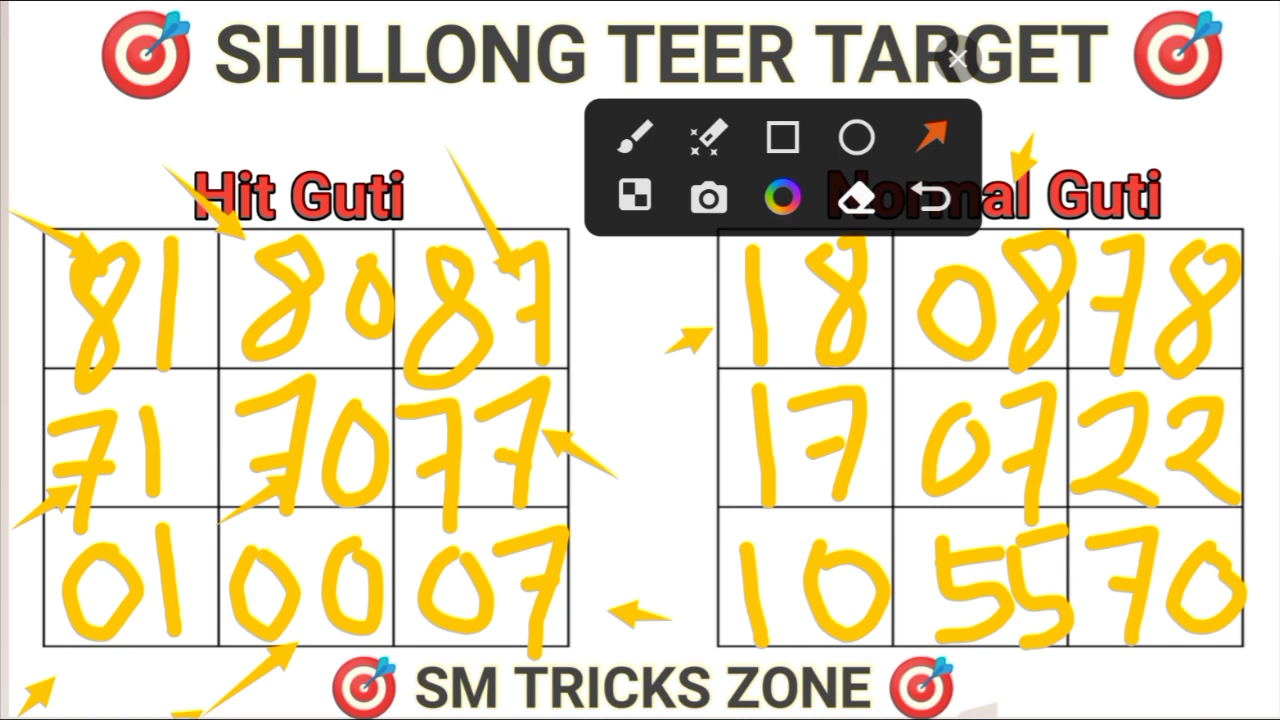 SHILLONG TEER TARGET
Hit Guti
81 80 87
71 70 77
01 00 07
Normal Guti
18 08 78
17 07 22
10 55 70
SM TRICKS ZONE